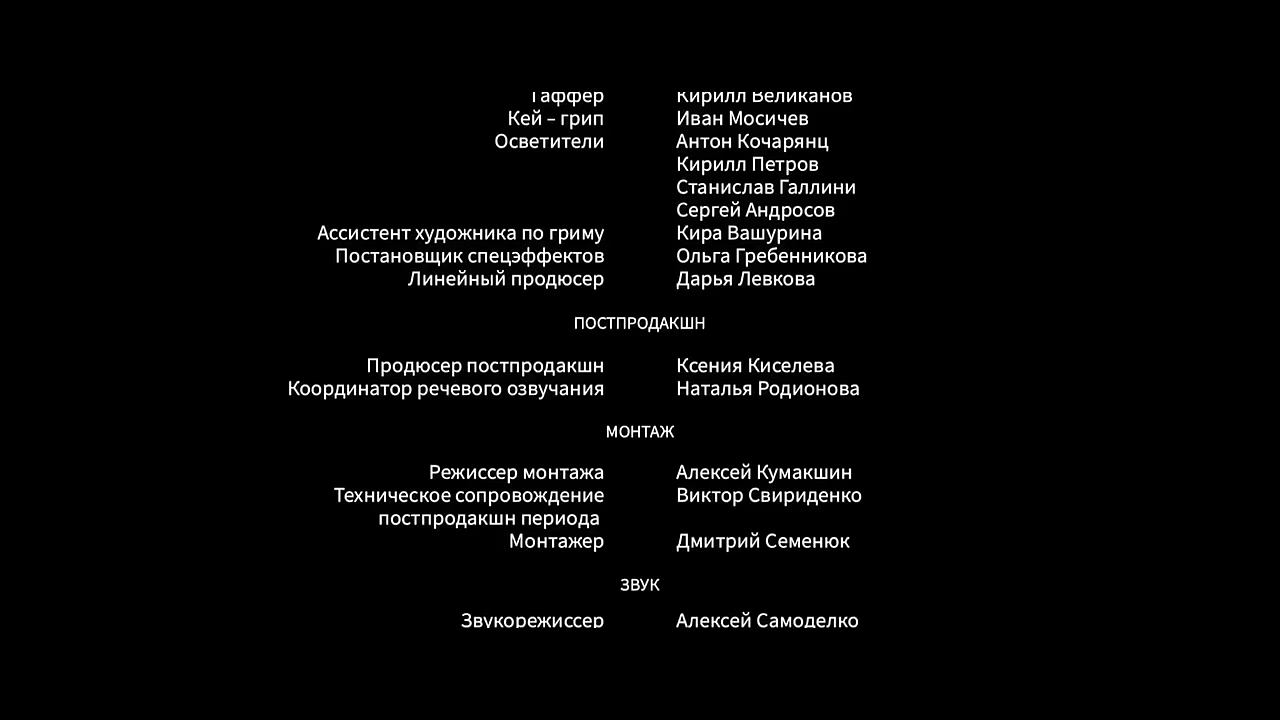 Гаффер Кирилл Великанов
Кей – грип Иван Мосичев
Осветители Антон Кочарянц
Кирилл Петров
Станислав Галлини
Сергей Андросов
Ассистент художника по гриму Кира Вашурина
Постановщик спецэффектов Ольга Гребенникова
Линейный продюсер Дарья Левкова
ПОСТПРОДАКШН
Продюсер постпродакшн Ксения Киселева
Координатор речевого озвучания Наталья Родионова
МОНТАЖ
Режиссер монтажа Алексей Кумакшин
Техническое сопровождение Виктор Свириденко
постпродакшн периода
Монтажер Дмитрий Семенюк
ЗВУК
Звукорежиссер Алексей Самоделко